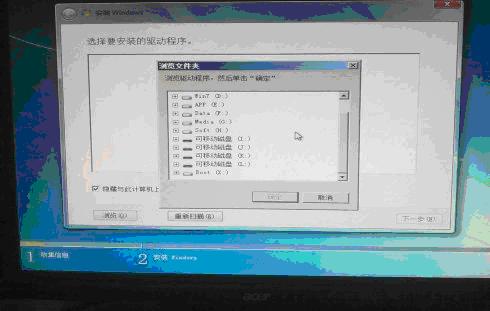 安装 Windows
选择要安装的驱动程序。
浏览文件夹
浏览驱动程序，然后单击"确定"
Win7 (D:)
APP (E:)
Data (F:)
Media (G:)
Soft (H:)
可移动磁盘 (I:)
可移动磁盘 (J:)
可移动磁盘 (K:)
可移动磁盘 (L:)
Boot (X:)
隐藏与此计算机上
确定 取消
浏览(O) 重新扫描(R) 下一步(N)
1 收集信息 2 安装 Windows
acer